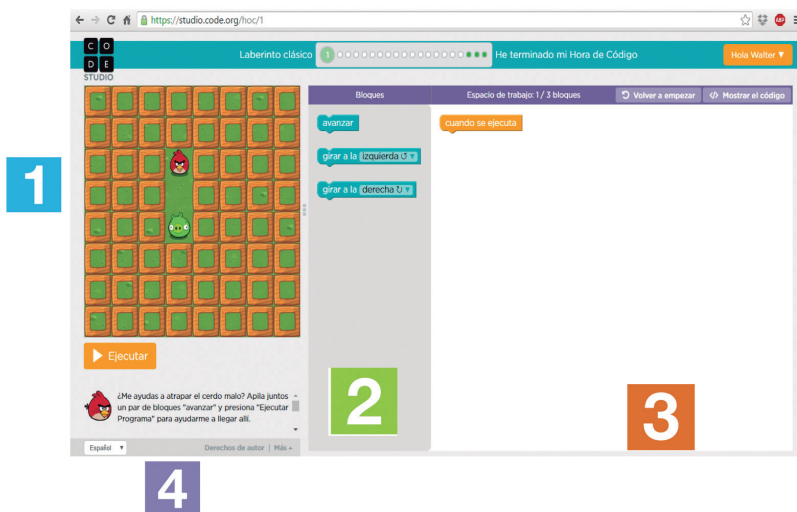 https://studio.code.org/hoc/1
ABP
C O
D E
STUDIO
Laberinto clásico
1
He terminado mi Hora de
Código
Hola Walter ▼
Bloques
Espacio de trabajo: 1 / 3 bloques
Volver a empezar
</> Mostrar el código
avanzar
cuando se ejecuta
girar a la izquierda ↺ ▼
girar a la derecha ↻ ▼
1
Ejecutar
¿Me ayudas a atrapar el cerdo malo? Apila juntos
un par de bloques "avanzar" y presiona "Ejecutar
Programa" para ayudarme a llegar allí.
2
3
Español ▼
Derechos de autor | Más
4